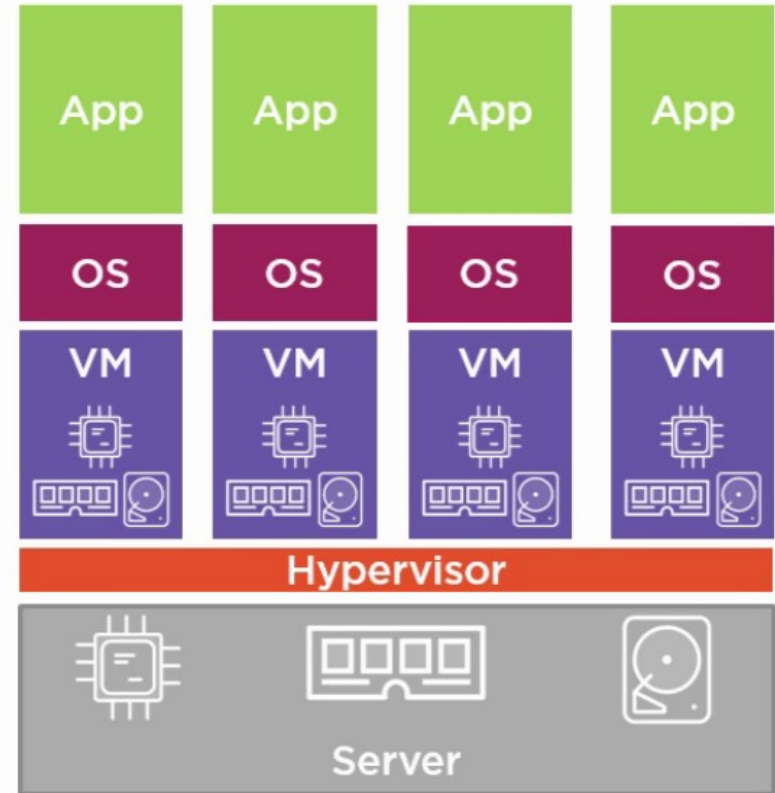 App App App App
OS OS OS OS
VM VM VM VM
Hypervisor
Server